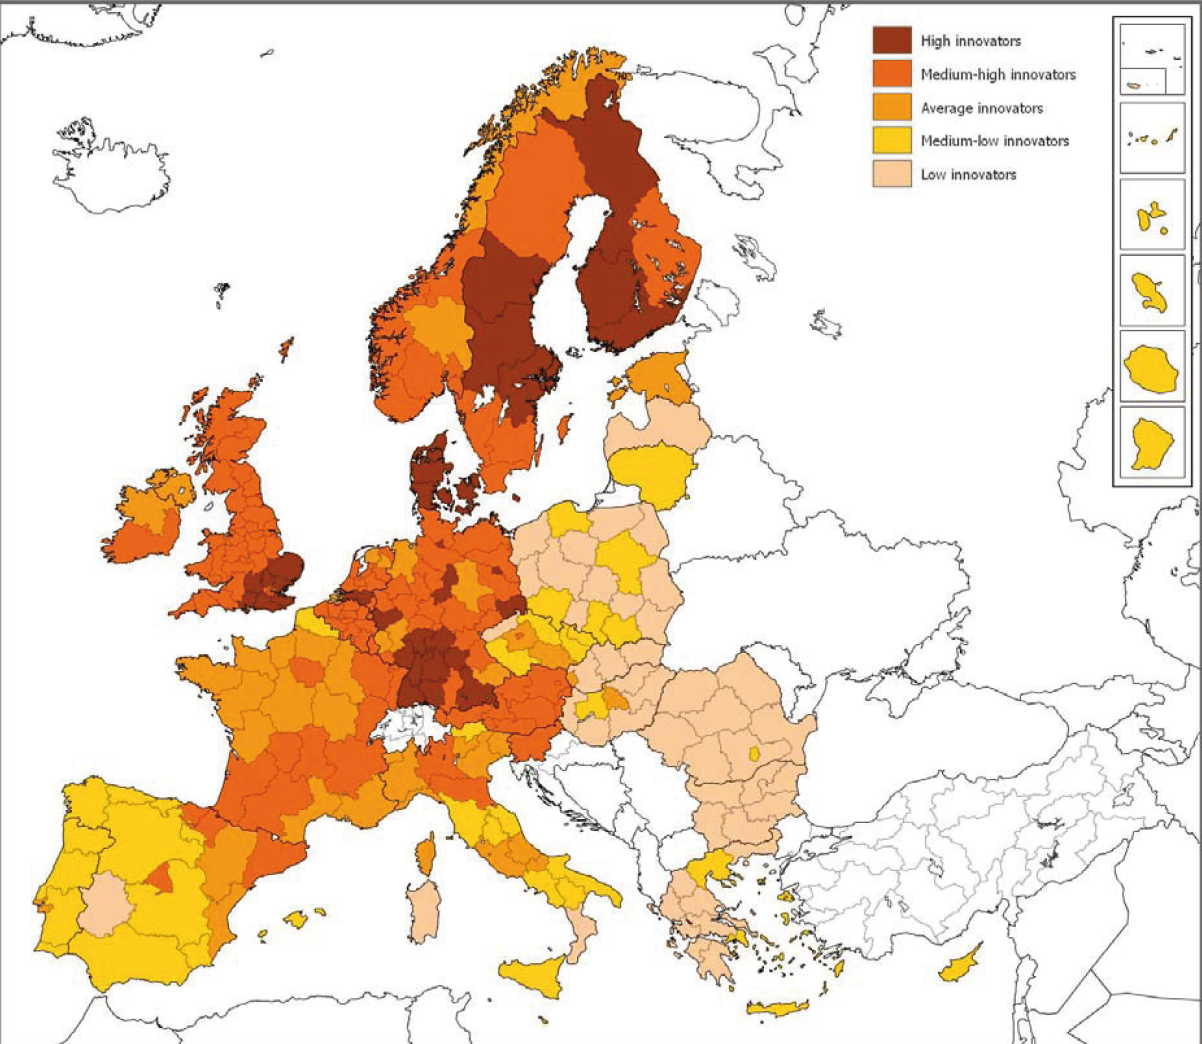 High innovators
Medium-high innovators
Average innovators
Medium-low innovators
Low innovators